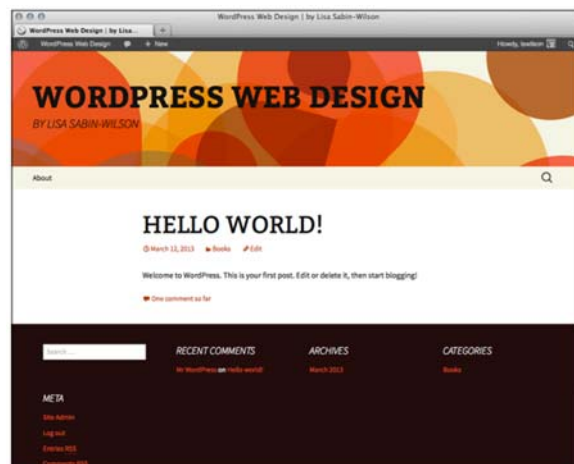 WordPress Web Design | by Lisa Sabin-Wilson
WordPress Web Design | by Lisa...
WordPress Web Design + New Howdy, lswilson
WORDPRESS WEB DESIGN
BY LISA SABIN-WILSON
About
HELLO WORLD!
March 12, 2013 Books Edit
Welcome to WordPress. This is your first post. Edit or delete it, then start blogging!
One comment so far
Search ...
RECENT COMMENTS
Mr WordPress on Hello world!
ARCHIVES
March 2013
CATEGORIES
Books
META
Site Admin
Log out
Entries RSS
Comments RSS